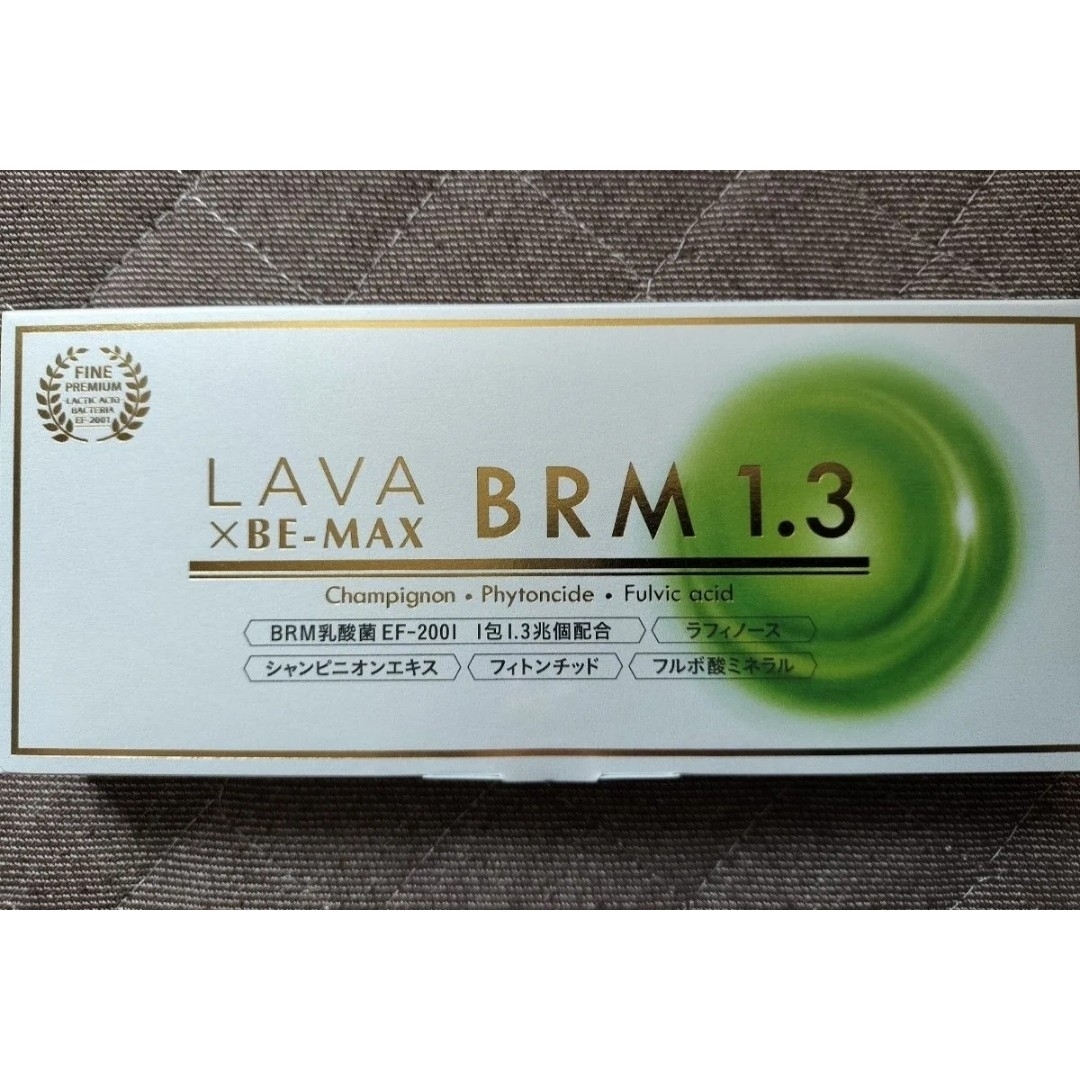 FINE
PREMIUM
LACTIC ACID
BACTERIA
EF-2001
LAVA
×BE-MAX
BRM 1.3
Champignon • Phytoncide • Fulvic acid
BRM乳酸菌 EF-2001 1包1.3兆個配合
ラフィノース
シャンピニオンエキス
フィトンチッド
フルボ酸ミネラル